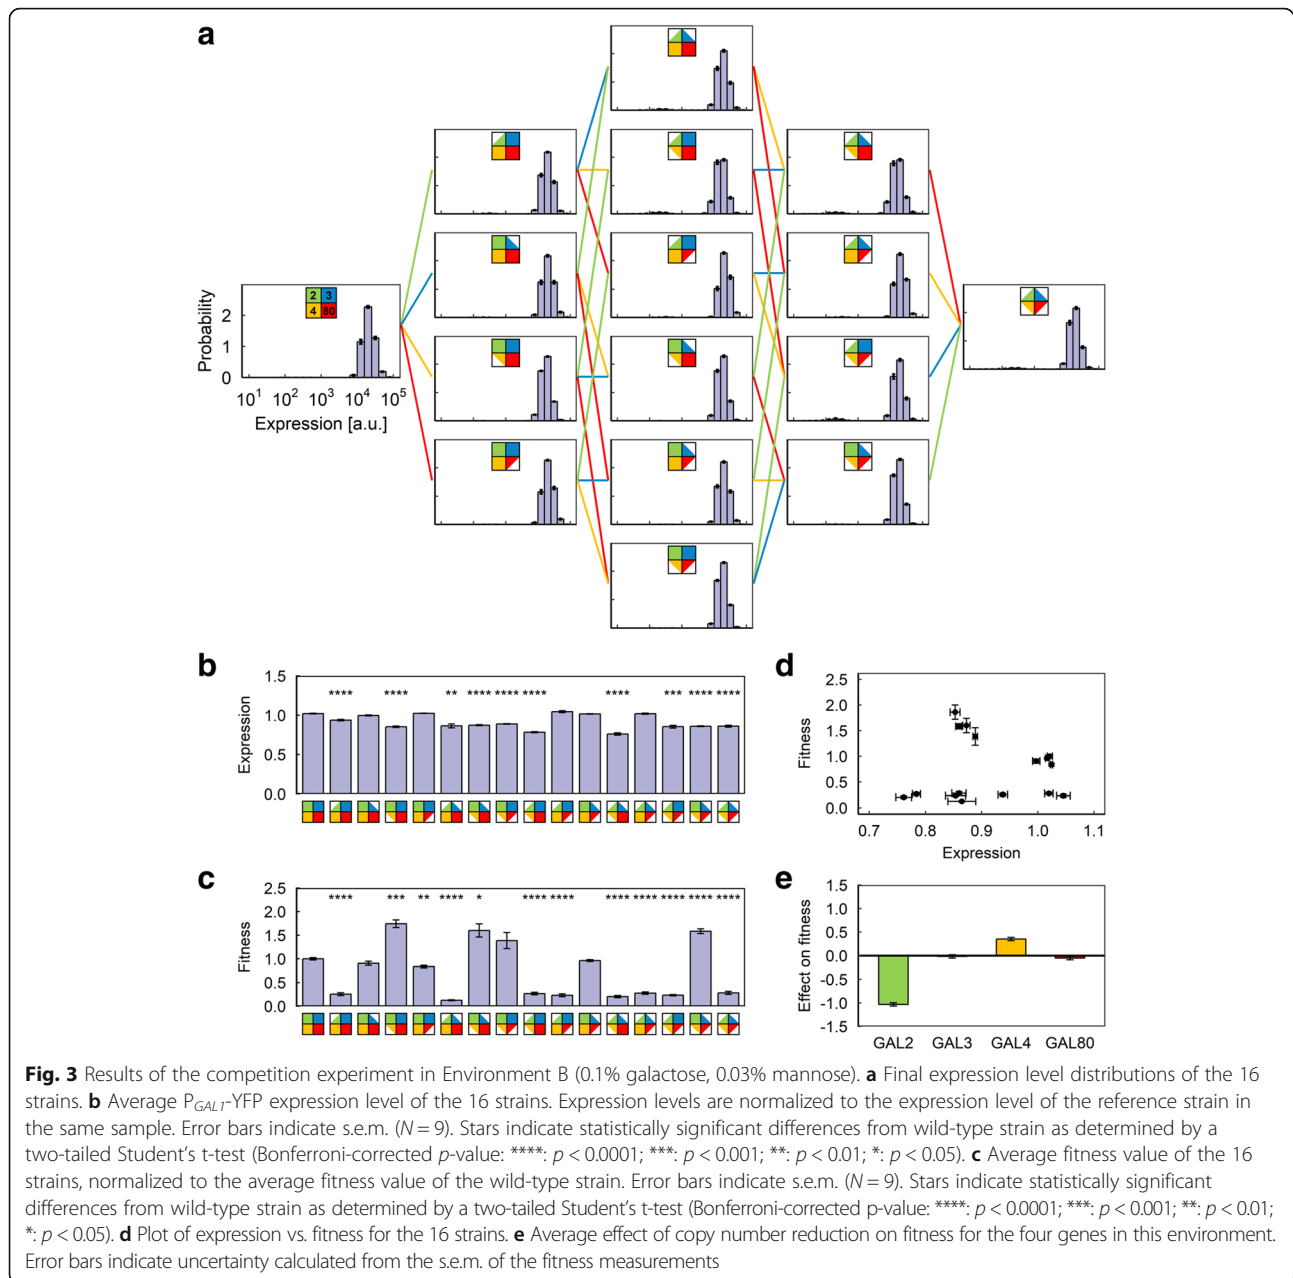 a
2 3
4 80
Probability
2
1
0
10¹ 10² 10³ 10⁴ 10⁵
Expression [a.u.]
b
1.5
1.0
0.5
0.0
Expression
**** **** ** **** **** **** **** *** **** ****
d
2.5
2.0
1.5
1.0
0.5
0.0
Fitness
0.7 0.8 0.9 1.0 1.1
Expression
c
2.5
2.0
1.5
1.0
0.5
0.0
Fitness
**** *** ** **** * **** **** **** **** **** **** ****
e
1.5
1.0
0.5
0.0
-0.5
-1.0
-1.5
Effect on fitness
GAL2 GAL3 GAL4 GAL80
Fig. 3 Results of the competition experiment in Environment B (0.1% galactose, 0.03% mannose). a Final expression level distributions of the 16
strains. b Average P_GAL1-YFP expression level of the 16 strains. Expression levels are normalized to the expression level of the reference strain in
the same sample. Error bars indicate s.e.m. (N = 9). Stars indicate statistically significant differences from wild-type strain as determined by a
two-tailed Student's t-test (Bonferroni-corrected p-value: ****: p < 0.0001; ***: p < 0.001; **: p < 0.01; *: p < 0.05). c Average fitness value of the 16
strains, normalized to the average fitness value of the wild-type strain. Error bars indicate s.e.m. (N = 9). Stars indicate statistically significant
differences from wild-type strain as determined by a two-tailed Student's t-test (Bonferroni-corrected p-value: ****: p < 0.0001; ***: p < 0.001; **: p < 0.01;
*: p < 0.05). d Plot of expression vs. fitness for the 16 strains. e Average effect of copy number reduction on fitness for the four genes in this environment.
Error bars indicate uncertainty calculated from the s.e.m. of the fitness measurements